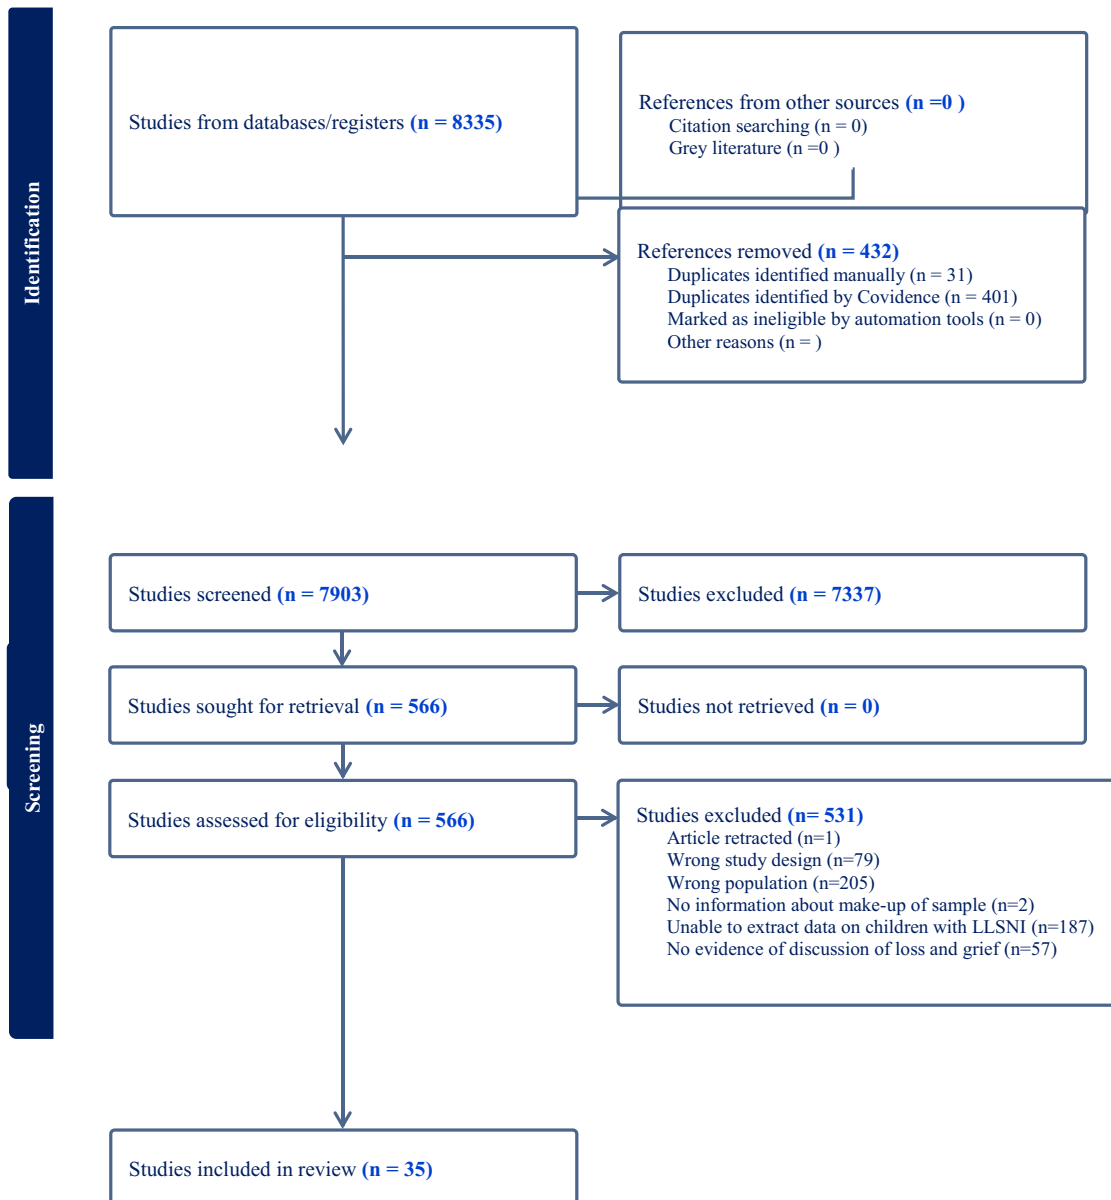 Identification
Studies from databases/registers (n = 8335)
References from other sources (n =0 )
Citation searching (n = 0)
Grey literature (n =0 )
References removed (n = 432)
Duplicates identified manually (n = 31)
Duplicates identified by Covidence (n = 401)
Marked as ineligible by automation tools (n = 0)
Other reasons (n = )
Screening
Studies screened (n = 7903)
Studies excluded (n = 7337)
Studies sought for retrieval (n = 566)
Studies not retrieved (n = 0)
Studies assessed for eligibility (n = 566)
Studies excluded (n= 531)
Article retracted (n=1)
Wrong study design (n=79)
Wrong population (n=205)
No information about make-up of sample (n=2)
Unable to extract data on children with LLSNI (n=187)
No evidence of discussion of loss and grief (n=57)
Studies included in review (n = 35)